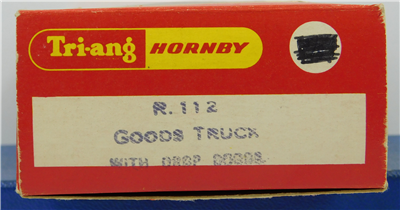 Tri-ang HORNBY
R.112
GOODS TRUCK
WITH DROP DOORS